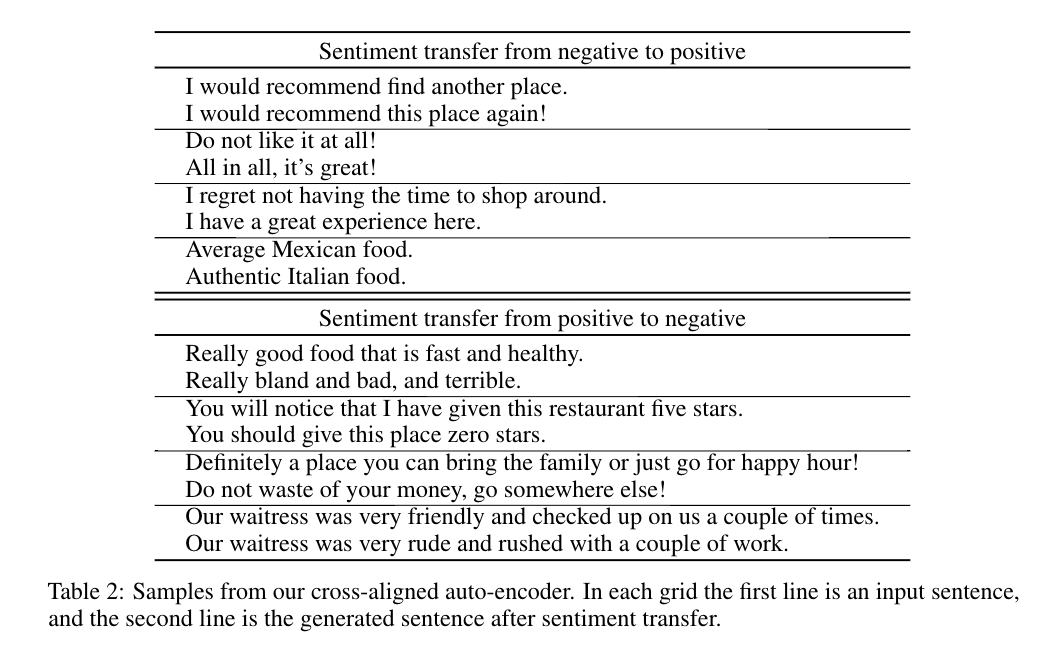 Sentiment transfer from negative to positive
I would recommend find another place.
I would recommend this place again!
Do not like it at all!
All in all, it's great!
I regret not having the time to shop around.
I have a great experience here.
Average Mexican food.
Authentic Italian food.
Sentiment transfer from positive to negative
Really good food that is fast and healthy.
Really bland and bad, and terrible.
You will notice that I have given this restaurant five stars.
You should give this place zero stars.
Definitely a place you can bring the family or just go for happy hour!
Do not waste of your money, go somewhere else!
Our waitress was very friendly and checked up on us a couple of times.
Our waitress was very rude and rushed with a couple of work.
Table 2: Samples from our cross-aligned auto-encoder. In each grid the first line is an input sentence,
and the second line is the generated sentence after sentiment transfer.